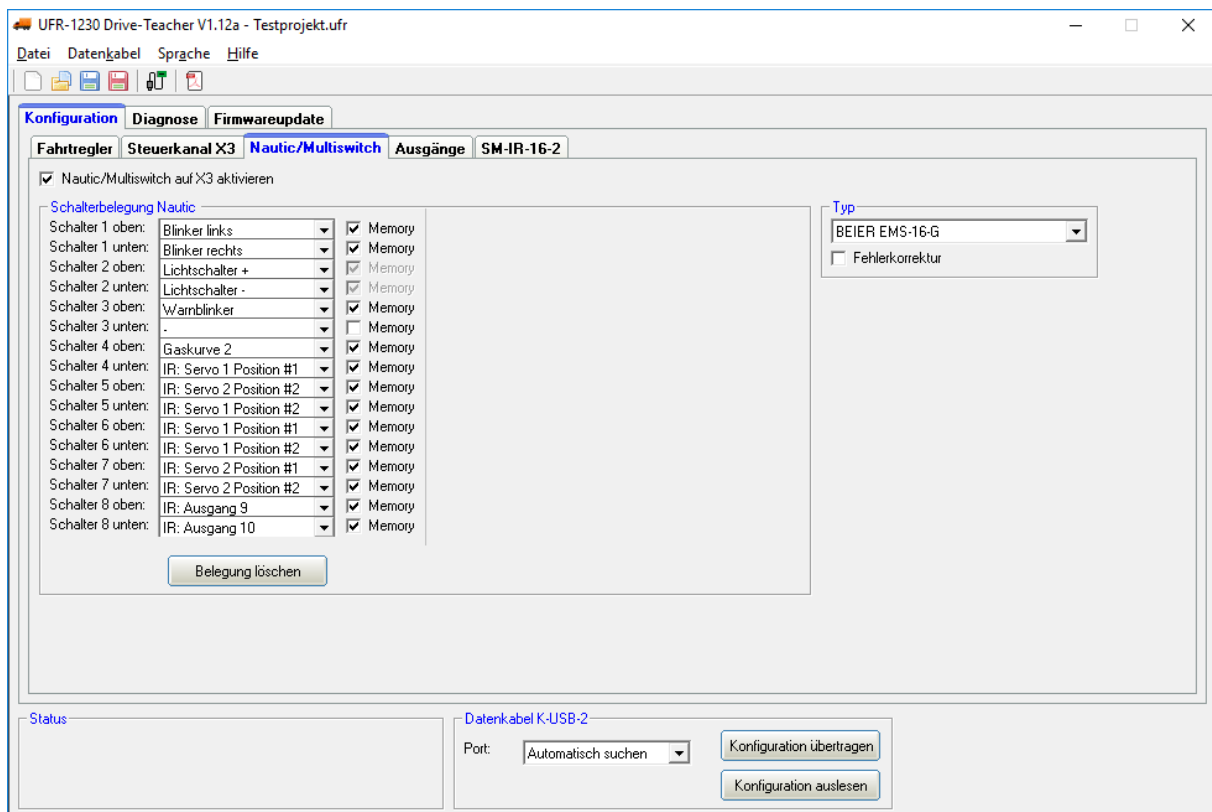 UFR-1230 Drive-Teacher V1.12a - Testprojekt.ufr
Datei Datenkabel Sprache Hilfe
Konfiguration Diagnose Firmwareupdate
Fahrtregler Steuerkanal X3 Nautic/Multiswitch Ausgänge SM-IR-16-2
Nautic/Multiswitch auf X3 aktivieren
Schalterbelegung Nautic
Schalter 1 oben: Blinker links Memory
Schalter 1 unten: Blinker rechts Memory
Schalter 2 oben: Lichtschalter + Memory
Schalter 2 unten: Lichtschalter - Memory
Schalter 3 oben: Warnblinker Memory
Schalter 3 unten: - Memory
Schalter 4 oben: Gaskurve 2 Memory
Schalter 4 unten: IR: Servo 1 Position #1 Memory
Schalter 5 oben: IR: Servo 2 Position #2 Memory
Schalter 5 unten: IR: Servo 1 Position #2 Memory
Schalter 6 oben: IR: Servo 1 Position #1 Memory
Schalter 6 unten: IR: Servo 1 Position #2 Memory
Schalter 7 oben: IR: Servo 2 Position #1 Memory
Schalter 7 unten: IR: Servo 2 Position #2 Memory
Schalter 8 oben: IR: Ausgang 9 Memory
Schalter 8 unten: IR: Ausgang 10 Memory
Belegung löschen
Typ
BEIER EMS-16-G
Fehlerkorrektur
Status
Datenkabel K-USB-2
Port: Automatisch suchen
Konfiguration übertragen
Konfiguration auslesen